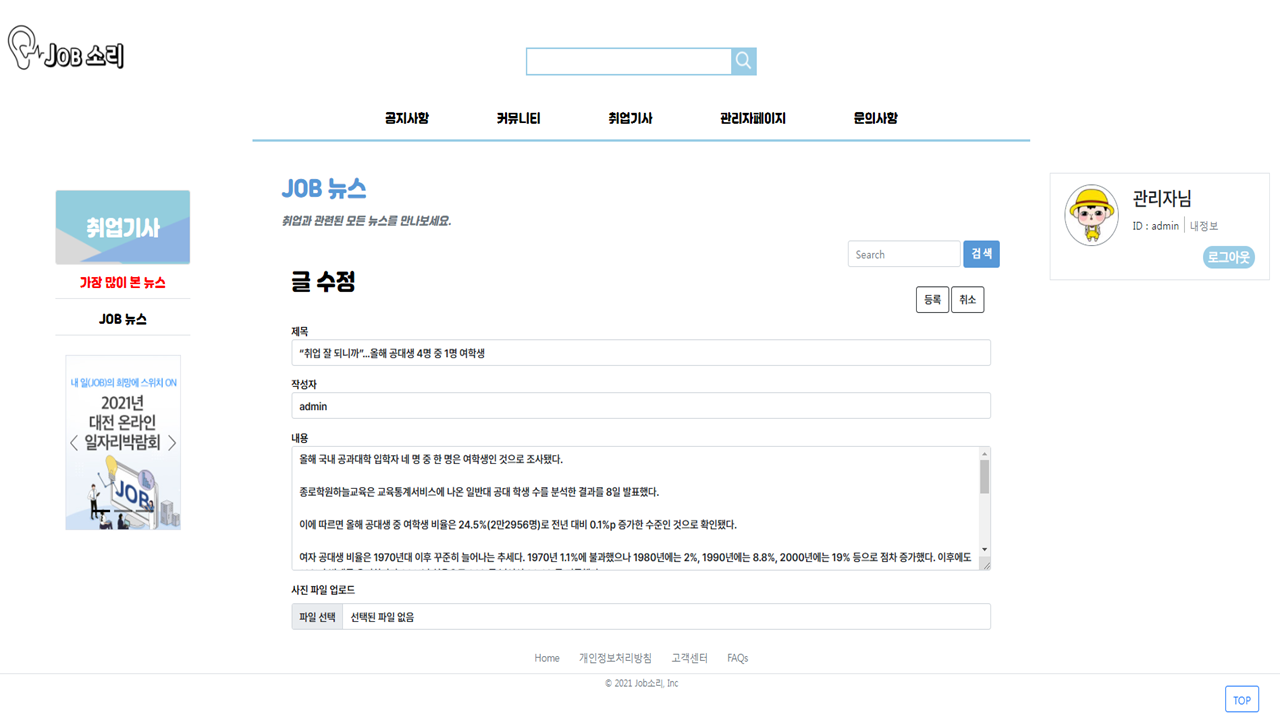 JOB 소리
공지사항 커뮤니티 취업기사 관리자페이지 문의사항
취업기사
가장 많이 본 뉴스
JOB 뉴스
내 일(JOB)의 희망에 스위치 ON
2021년
대전 온라인
일자리박람회
JOB
JOB 뉴스
취업과 관련된 모든 뉴스를 만나보세요.
Search 검색
글 수정
등록 취소
제목
“취업 잘 되니까”...올해 공대생 4명 중 1명 여학생
작성자
admin
내용
올해 국내 공과대학 입학자 네 명 중 한 명은 여학생인 것으로 조사됐다.
종로학원하늘교육은 교육통계서비스에 나온 일반대 공대 학생 수를 분석한 결과를 8일 발표했다.
이에 따르면 올해 공대생 중 여학생 비율은 24.5%(2만2956명)로 전년 대비 0.1%p 증가한 수준인 것으로 확인됐다.
여자 공대생 비율은 1970년대 이후 꾸준히 늘어나는 추세다. 1970년 1.1%에 불과했으나 1980년에는 2%, 1990년에는 8.8%, 2000년에는 19% 등으로 점차 증가했다. 이후에도
사진 파일 업로드
파일 선택 선택된 파일 없음
관리자님
ID : admin 내정보
로그아웃
Home 개인정보처리방침 고객센터 FAQs
© 2021 Job소리, Inc
TOP